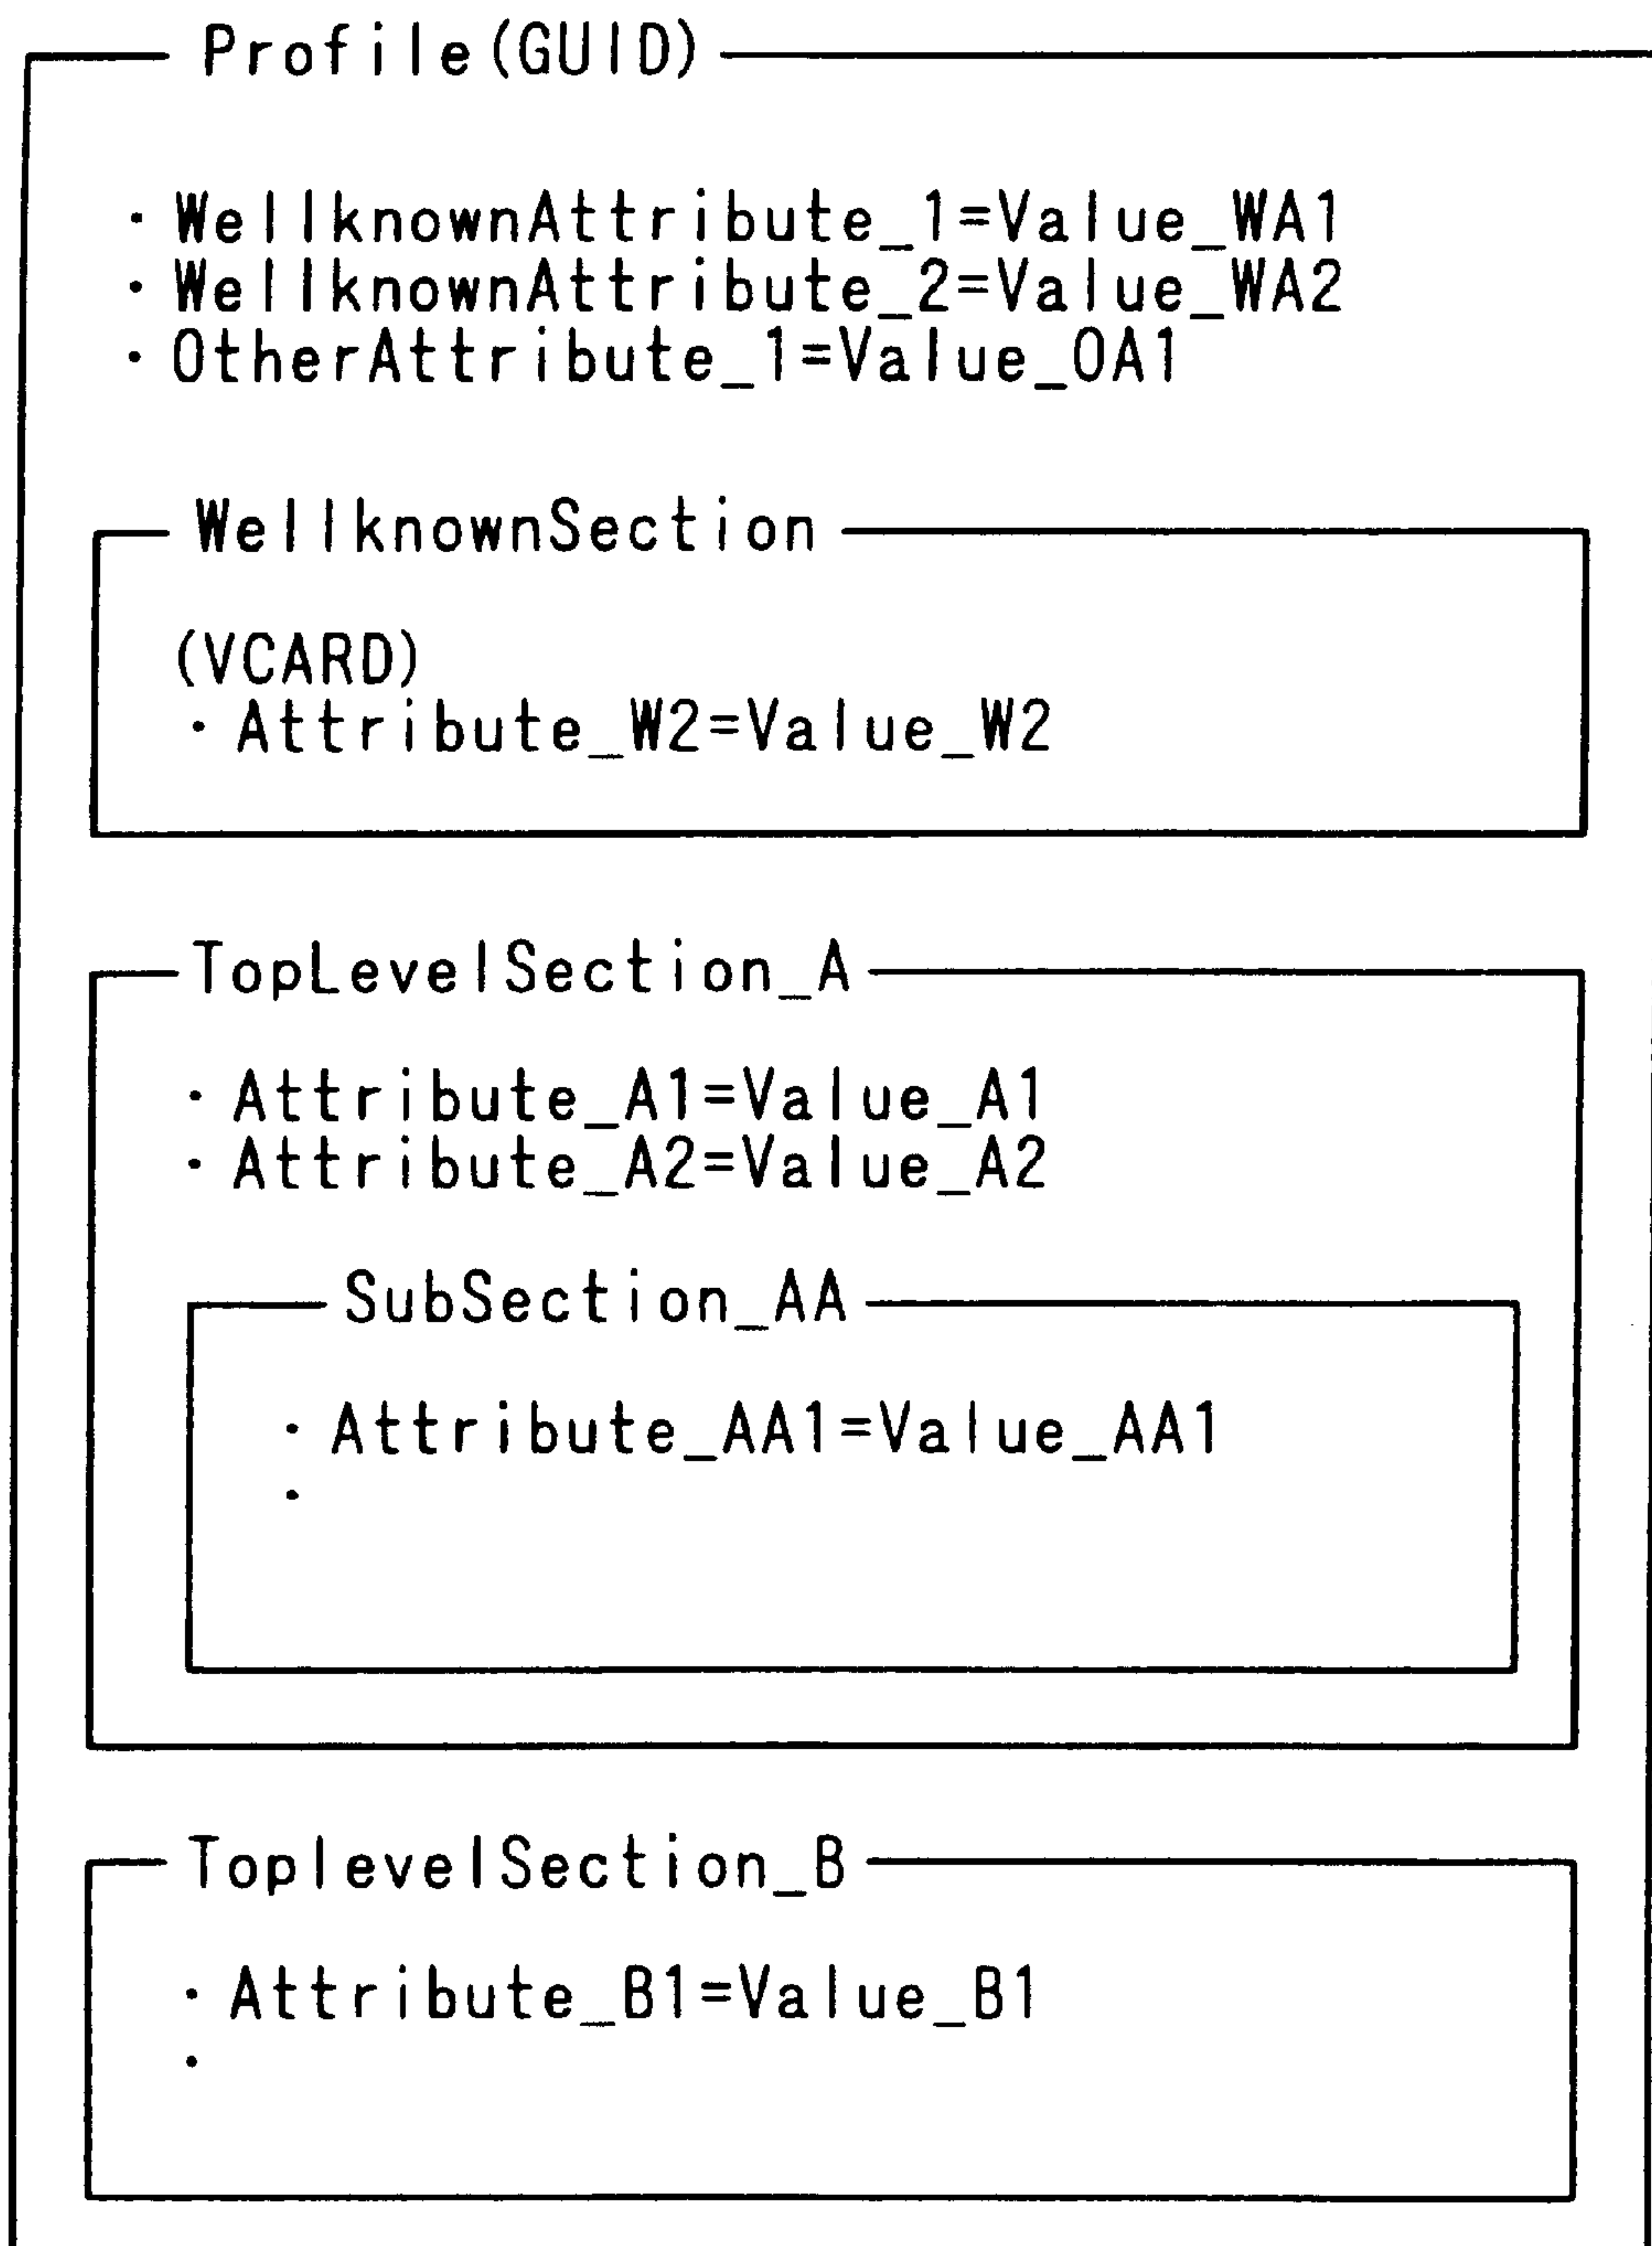 Profile(GUID)
・WellknownAttribute_1=Value_WA1
・WellknownAttribute_2=Value_WA2
・OtherAttribute_1=Value_OA1
WellknownSection
(VCARD)
・Attribute_W2=Value_W2
TopLevelSection_A
・Attribute_A1=Value_A1
・Attribute_A2=Value_A2
SubSection_AA
・Attribute_AA1=Value_AA1
・
ToplevelSection_B
・Attribute_B1=Value_B1
・